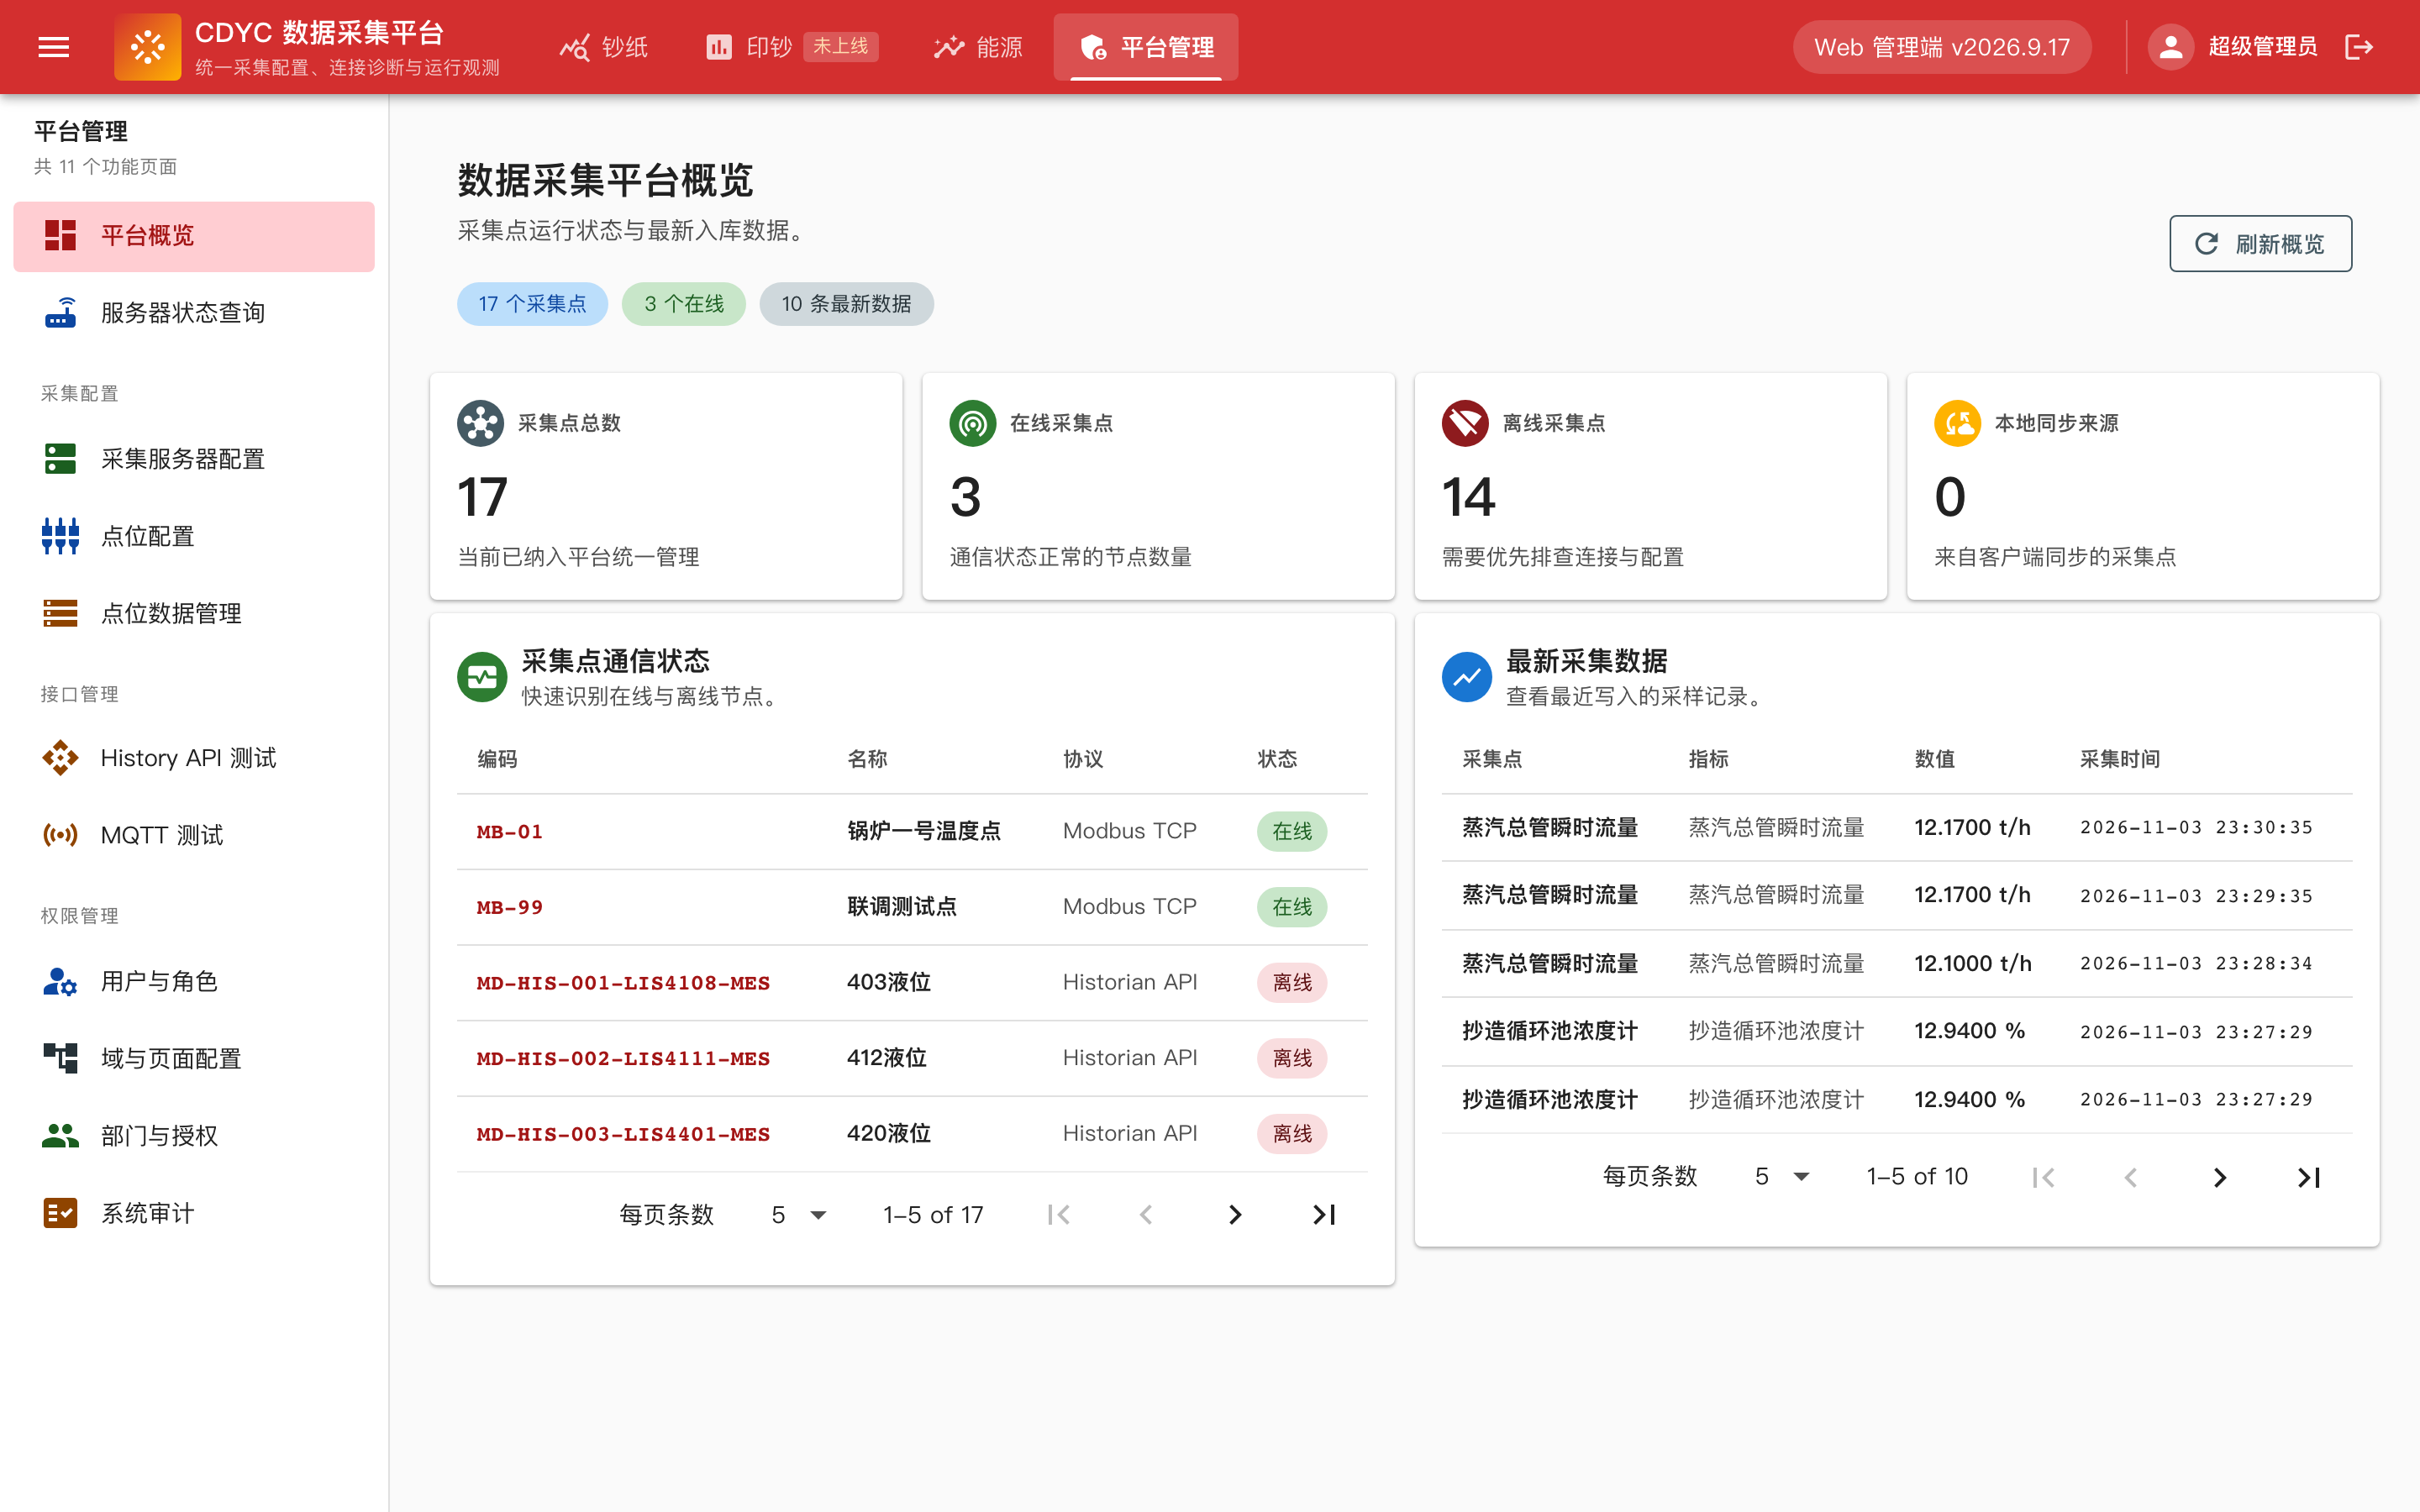 CDYC 数据采集平台
统一采集配置、连接诊断与运行观测
钞纸
印钞 未上线
能源
平台管理
Web 管理端 v2026.9.17
超级管理员
平台管理
共 11 个功能页面
平台概览
服务器状态查询
采集配置
采集服务器配置
点位配置
点位数据管理
接口管理
History API 测试
MQTT 测试
权限管理
用户与角色
域与页面配置
部门与授权
系统审计
数据采集平台概览
采集点运行状态与最新入库数据。
刷新概览
17 个采集点 3 个在线 10 条最新数据
采集点总数
17
当前已纳入平台统一管理
在线采集点
3
通信状态正常的节点数量
离线采集点
14
需要优先排查连接与配置
本地同步来源
0
来自客户端同步的采集点
采集点通信状态
快速识别在线与离线节点。
编码 名称 协议 状态
MB-01 锅炉一号温度点 Modbus TCP 在线
MB-99 联调测试点 Modbus TCP 在线
MD-HIS-001-LIS4108-MES 403液位 Historian API 离线
MD-HIS-002-LIS4111-MES 412液位 Historian API 离线
MD-HIS-003-LIS4401-MES 420液位 Historian API 离线
每页条数 5 1–5 of 17
最新采集数据
查看最近写入的采样记录。
采集点 指标 数值 采集时间
蒸汽总管瞬时流量 蒸汽总管瞬时流量 12.1700 t/h 2026-11-03 23:30:35
蒸汽总管瞬时流量 蒸汽总管瞬时流量 12.1700 t/h 2026-11-03 23:29:35
蒸汽总管瞬时流量 蒸汽总管瞬时流量 12.1000 t/h 2026-11-03 23:28:34
抄造循环池浓度计 抄造循环池浓度计 12.9400 % 2026-11-03 23:27:29
抄造循环池浓度计 抄造循环池浓度计 12.9400 % 2026-11-03 23:27:29
每页条数 5 1–5 of 10